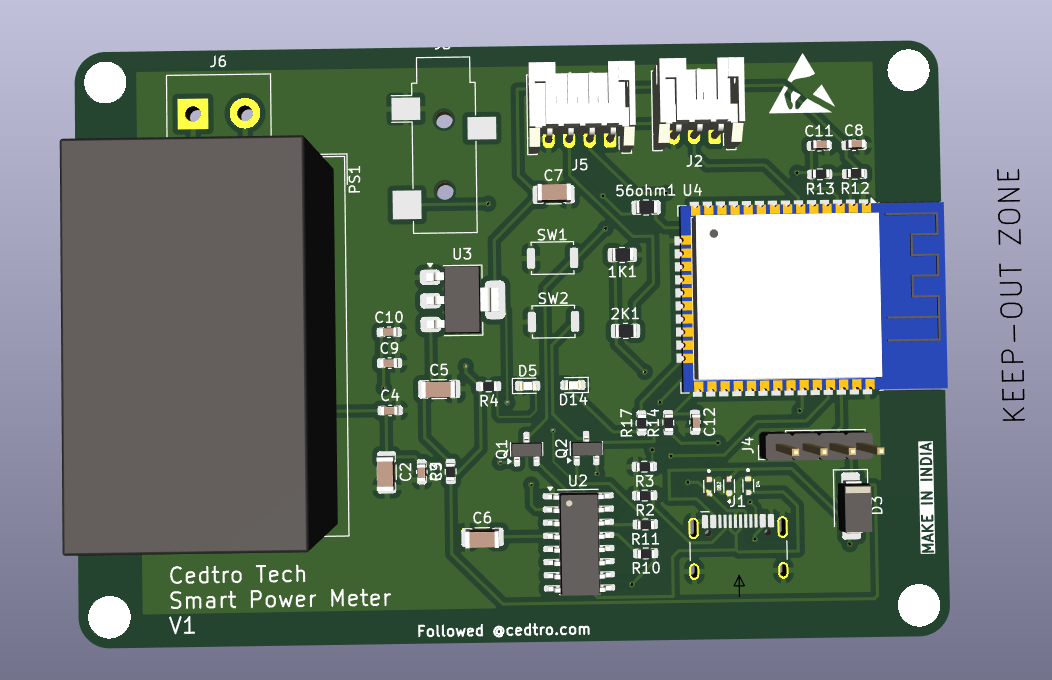 J6
J5
J2
C11
C8
R13
R12
PS1
C7
56ohm1
U4
U3
SW1
1K1
SW2
2K1
C10
C9
C5
D5
D14
R4
C4
R17
R14
C12
J4
Q1
Q2
C2
R9
U2
R3
R2
J1
D3
C6
R11
R10
KEEP-OUT ZONE
MAKE IN INDIA
Cedtro Tech
Smart Power Meter
V1
Followed @cedtro.com